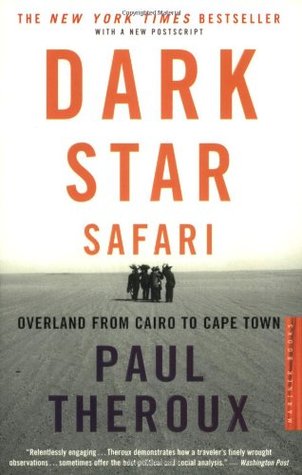 THE NEW YORK TIMES BESTSELLER
WITH A NEW POSTSCRIPT
DARK
STAR
SAFARI
OVERLAND FROM CAIRO TO CAPE TOWN
PAUL
THEROUX
MARINER BOOKS
"Relentlessly engaging . . . Theroux demonstrates how a traveler's finely wrought
observations . . . sometimes offer the best political and social analysis." —Washington Post